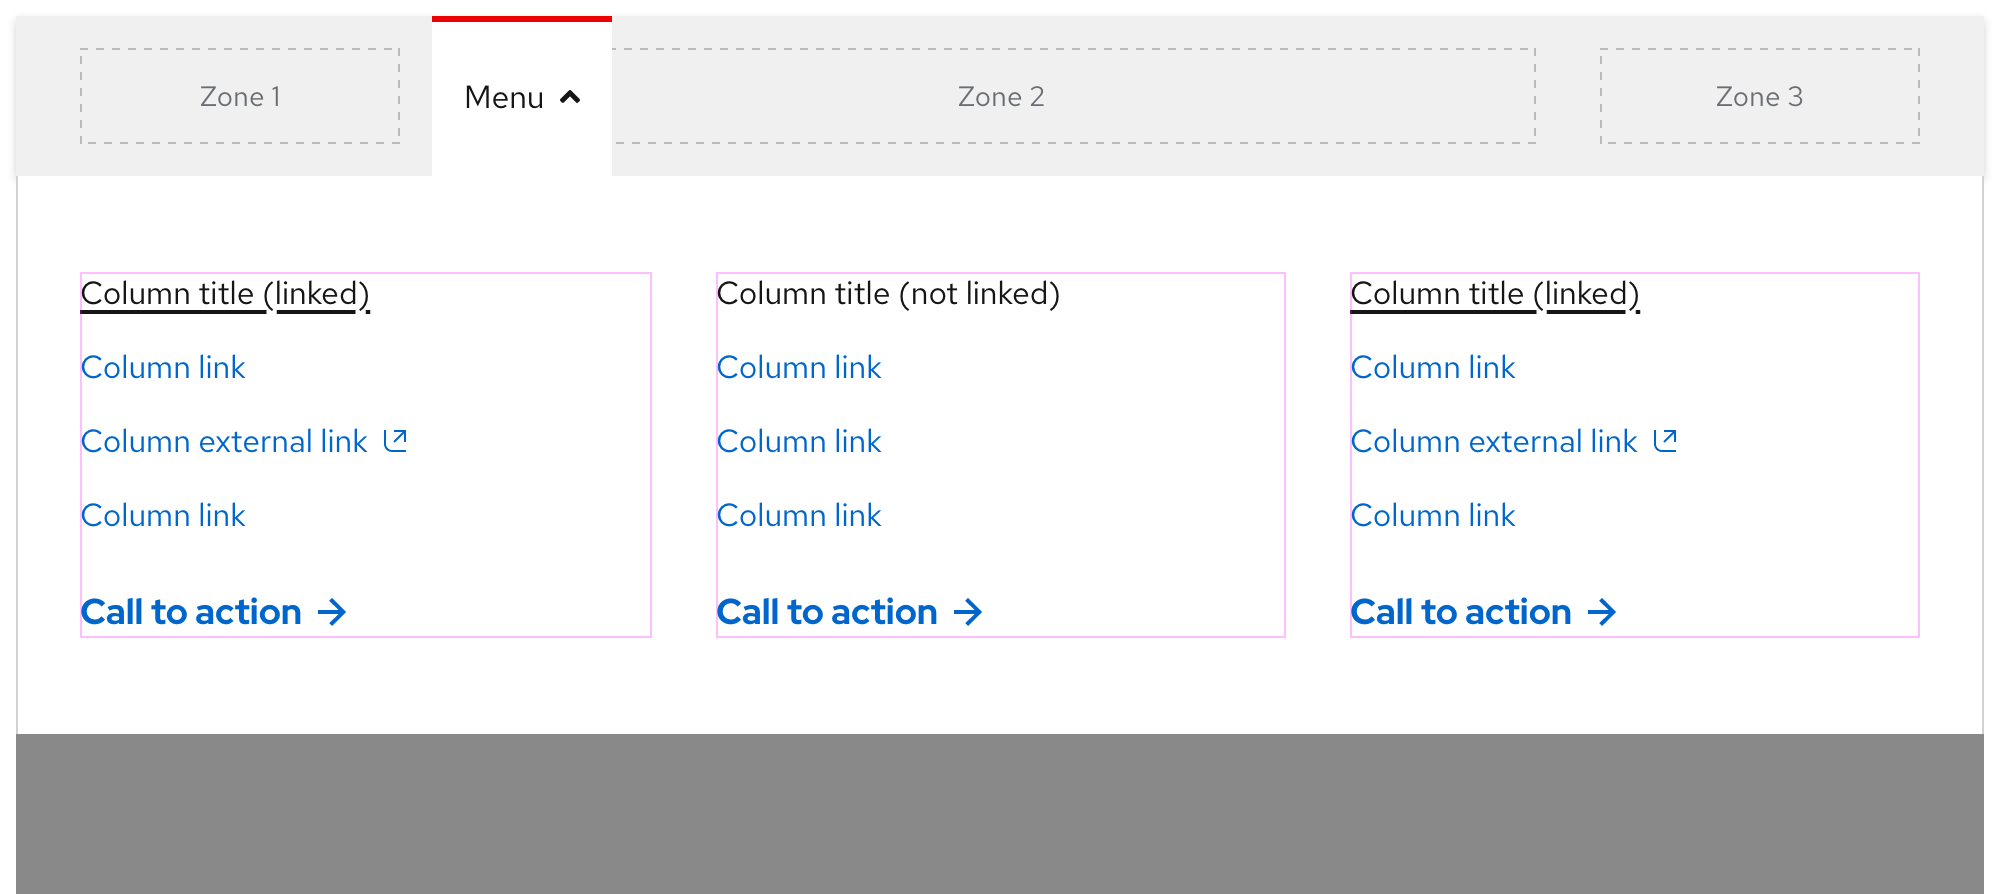 Zone 1
Menu
Zone 2
Zone 3
Column title (linked)
Column link
Column external link
Column link
Call to action
Column title (not linked)
Column link
Column link
Column link
Call to action
Column title (linked)
Column link
Column external link
Column link
Call to action